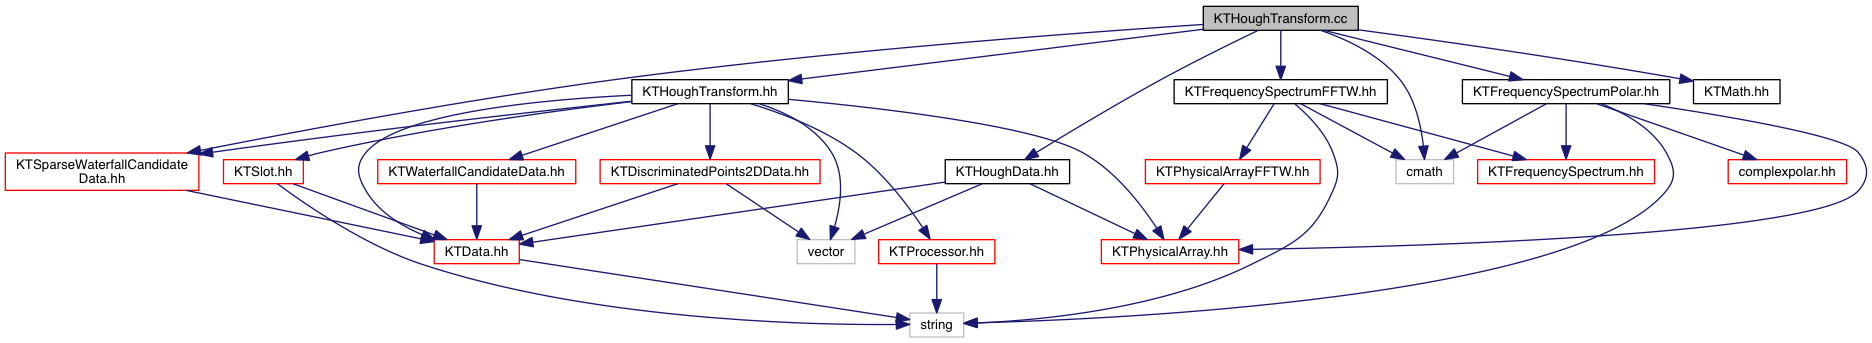 KTHoughTransform.cc
KTHoughTransform.hh
KTFrequencySpectrumFFTW.hh
KTFrequencySpectrumPolar.hh
KTMath.hh
KTSparseWaterfallCandidate
Data.hh
KTSlot.hh
KTWaterfallCandidateData.hh
KTDiscriminatedPoints2DData.hh
KTHoughData.hh
KTPhysicalArrayFFTW.hh
cmath
KTFrequencySpectrum.hh
complexpolar.hh
KTData.hh
vector
KTProcessor.hh
KTPhysicalArray.hh
string